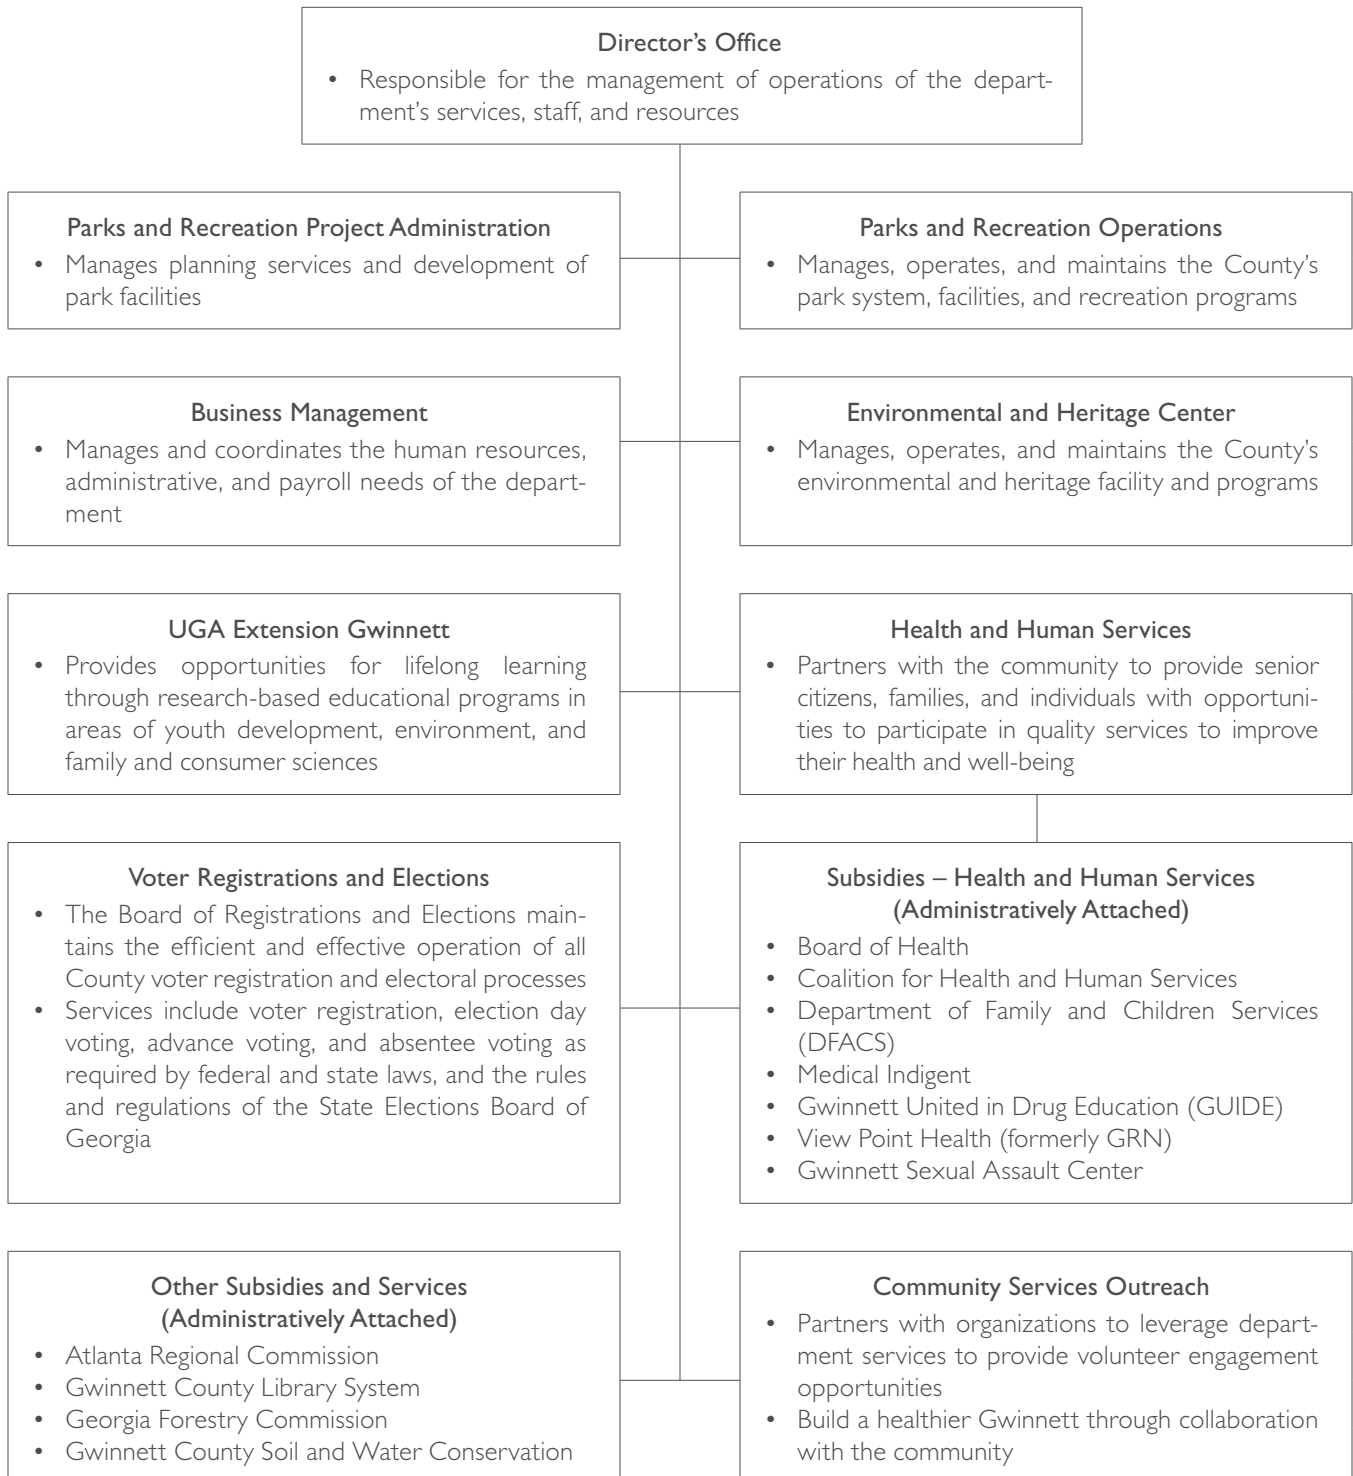 Director’s Office
• Responsible for the management of operations of the depart-
ment’s services, staff, and resources
Parks and Recreation Project Administration
• Manages planning services and development of
park facilities
Parks and Recreation Operations
• Manages, operates, and maintains the County’s
park system, facilities, and recreation programs
Business Management
• Manages and coordinates the human resources,
administrative, and payroll needs of the depart-
ment
Environmental and Heritage Center
• Manages, operates, and maintains the County’s
environmental and heritage facility and programs
UGA Extension Gwinnett
• Provides opportunities for lifelong learning
through research-based educational programs in
areas of youth development, environment, and
family and consumer sciences
Health and Human Services
• Partners with the community to provide senior
citizens, families, and individuals with opportuni-
ties to participate in quality services to improve
their health and well-being
Voter Registrations and Elections
• The Board of Registrations and Elections main-
tains the efficient and effective operation of all
County voter registration and electoral processes
• Services include voter registration, election day
voting, advance voting, and absentee voting as
required by federal and state laws, and the rules
and regulations of the State Elections Board of
Georgia
Subsidies – Health and Human Services
(Administratively Attached)
• Board of Health
• Coalition for Health and Human Services
• Department of Family and Children Services
(DFACS)
• Medical Indigent
• Gwinnett United in Drug Education (GUIDE)
• View Point Health (formerly GRN)
• Gwinnett Sexual Assault Center
Other Subsidies and Services
(Administratively Attached)
• Atlanta Regional Commission
• Gwinnett County Library System
• Georgia Forestry Commission
• Gwinnett County Soil and Water Conservation
Community Services Outreach
• Partners with organizations to leverage depart-
ment services to provide volunteer engagement
opportunities
• Build a healthier Gwinnett through collaboration
with the community